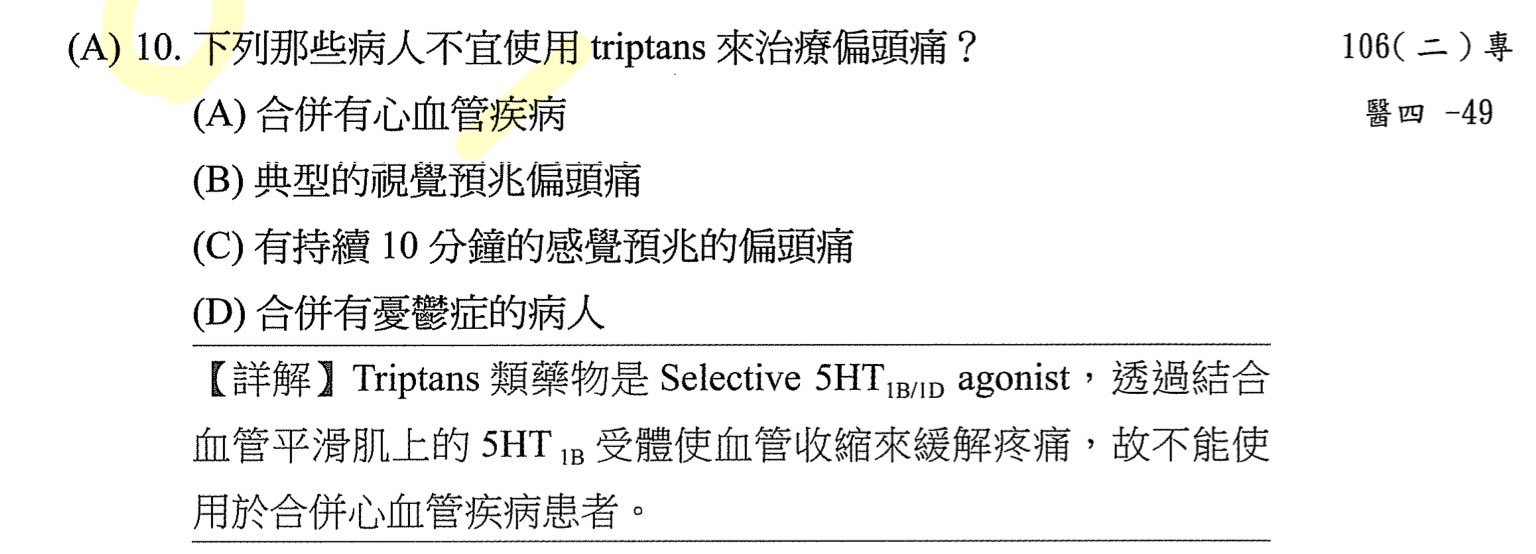 (A) 10. 下列那些病人不宜使用 triptans 來治療偏頭痛？
106(二)專
(A) 合併有心血管疾病
醫四 -49
(B) 典型的視覺預兆偏頭痛
(C) 有持續 10 分鐘的感覺預兆的偏頭痛
(D) 合併有憂鬱症的病人
【詳解】Triptans 類藥物是 Selective 5HT1B/1D agonist，透過結合
血管平滑肌上的 5HT 1B 受體使血管收縮來緩解疼痛，故不能使
用於合併心血管疾病患者。